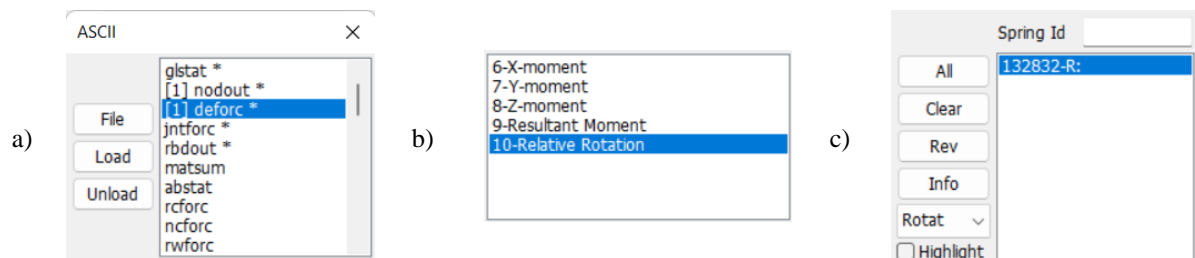 a)
ASCII
File
Load
Unload
glstat *
[1] nodout *
[1] deforc *
jntforc *
rbdout *
matsum
abstat
rcforc
ncforc
rwforc
b)
6-X-moment
7-Y-moment
8-Z-moment
9-Resultant Moment
10-Relative Rotation
c)
Spring Id
All
Clear
Rev
Info
Rotat
Highlight
132832-R: